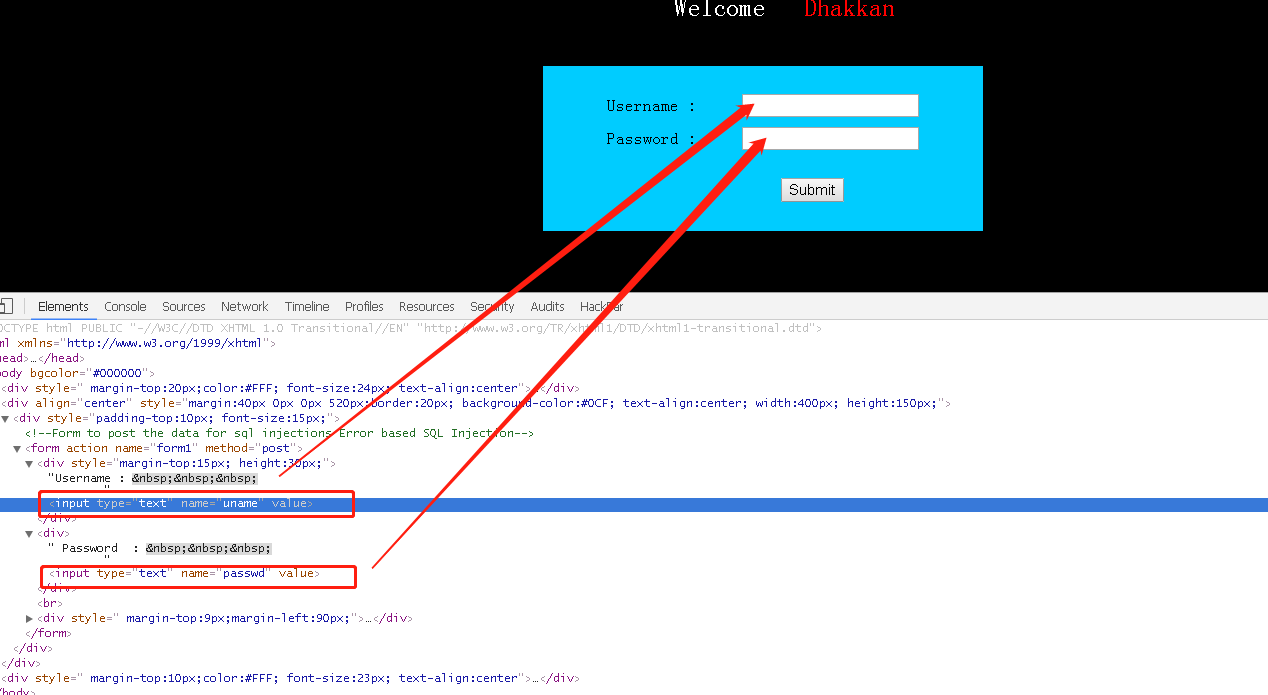 Welcome Dhakkan
Username :
Password :
Submit
Elements Console Sources Network Timeline Profiles Resources Security Audits HackBar
OCTYPE html PUBLIC "-//W3C//DTD XHTML 1.0 Transitional//EN" "http://www.w3.org/TR/xhtml1/DTD/xhtml1-transitional.dtd">
ml xmlns="http://www.w3.org/1999/xhtml">
head>…</head>
ody bgcolor="#000000">
<div style=" margin-top:20px;color:#FFF; font-size:24px; text-align:center">…</div>
<div align="center" style="margin:40px 0px 0px 520px;border:20px; background-color:#0CF; text-align:center; width:400px; height:150px;">
<div style="padding-top:10px; font-size:15px;">
<!--Form to post the data for sql injections Error based SQL Injection-->
<form action name="form1" method="post">
<div style="margin-top:15px; height:30px;">
"Username : &nbsp;&nbsp;&nbsp;
"
<input type="text" name="uname" value>
</div>
<div>
" Password : &nbsp;&nbsp;&nbsp;
"
<input type="text" name="passwd" value>
</div>
<br>
<div style=" margin-top:9px;margin-left:90px;">…</div>
</form>
</div>
</div>
<div style=" margin-top:10px;color:#FFF; font-size:23px; text-align:center">…</div>
/body>